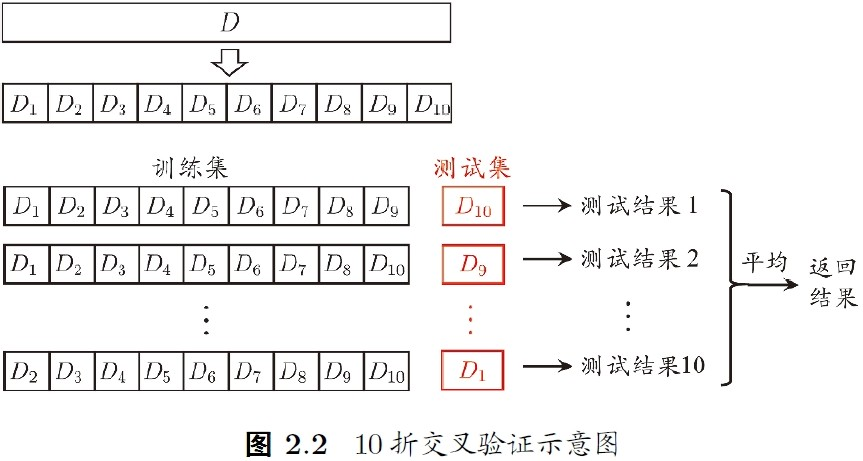 D
D₁ D₂ D₃ D₄ D₅ D₆ D₇ D₈ D₉ D₁₀
训练集 测试集
D₁ D₂ D₃ D₄ D₅ D₆ D₇ D₈ D₉ D₁₀ 测试结果 1
D₁ D₂ D₃ D₄ D₅ D₆ D₇ D₈ D₁₀ D₉ 测试结果 2
平均 返回
结果
⋮ ⋮ ⋮
D₂ D₃ D₄ D₅ D₆ D₇ D₈ D₉ D₁₀ D₁ 测试结果10
图 2.2 10 折交叉验证示意图